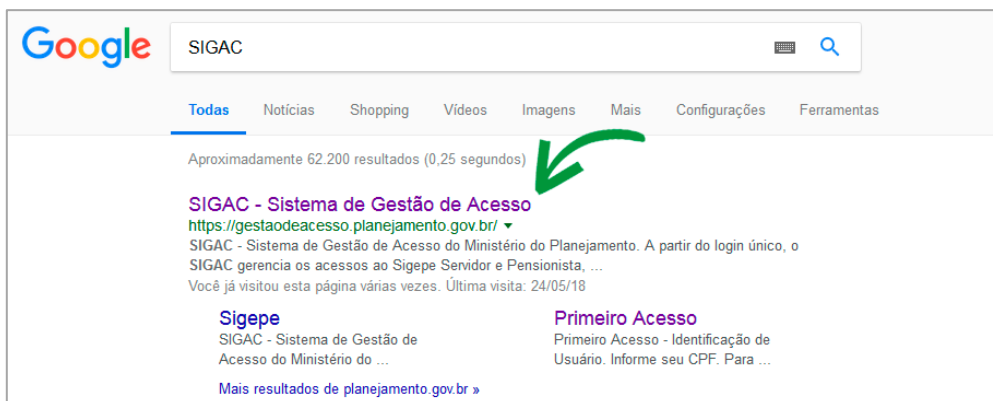 Google
SIGAC
Todas Notícias Shopping Vídeos Imagens Mais Configurações Ferramentas
Aproximadamente 62.200 resultados (0,25 segundos)
SIGAC - Sistema de Gestão de Acesso
https://gestaodeacesso.planejamento.gov.br/
SIGAC - Sistema de Gestão de Acesso do Ministério do Planejamento. A partir do login único, o
SIGAC gerencia os acessos ao Sigepe Servidor e Pensionista, ...
Você já visitou esta página várias vezes. Última visita: 24/05/18
Sigepe
SIGAC - Sistema de Gestão de
Acesso do Ministério do ...
Primeiro Acesso
Primeiro Acesso - Identificação de
Usuário. Informe seu CPF. Para ...
Mais resultados de planejamento.gov.br »